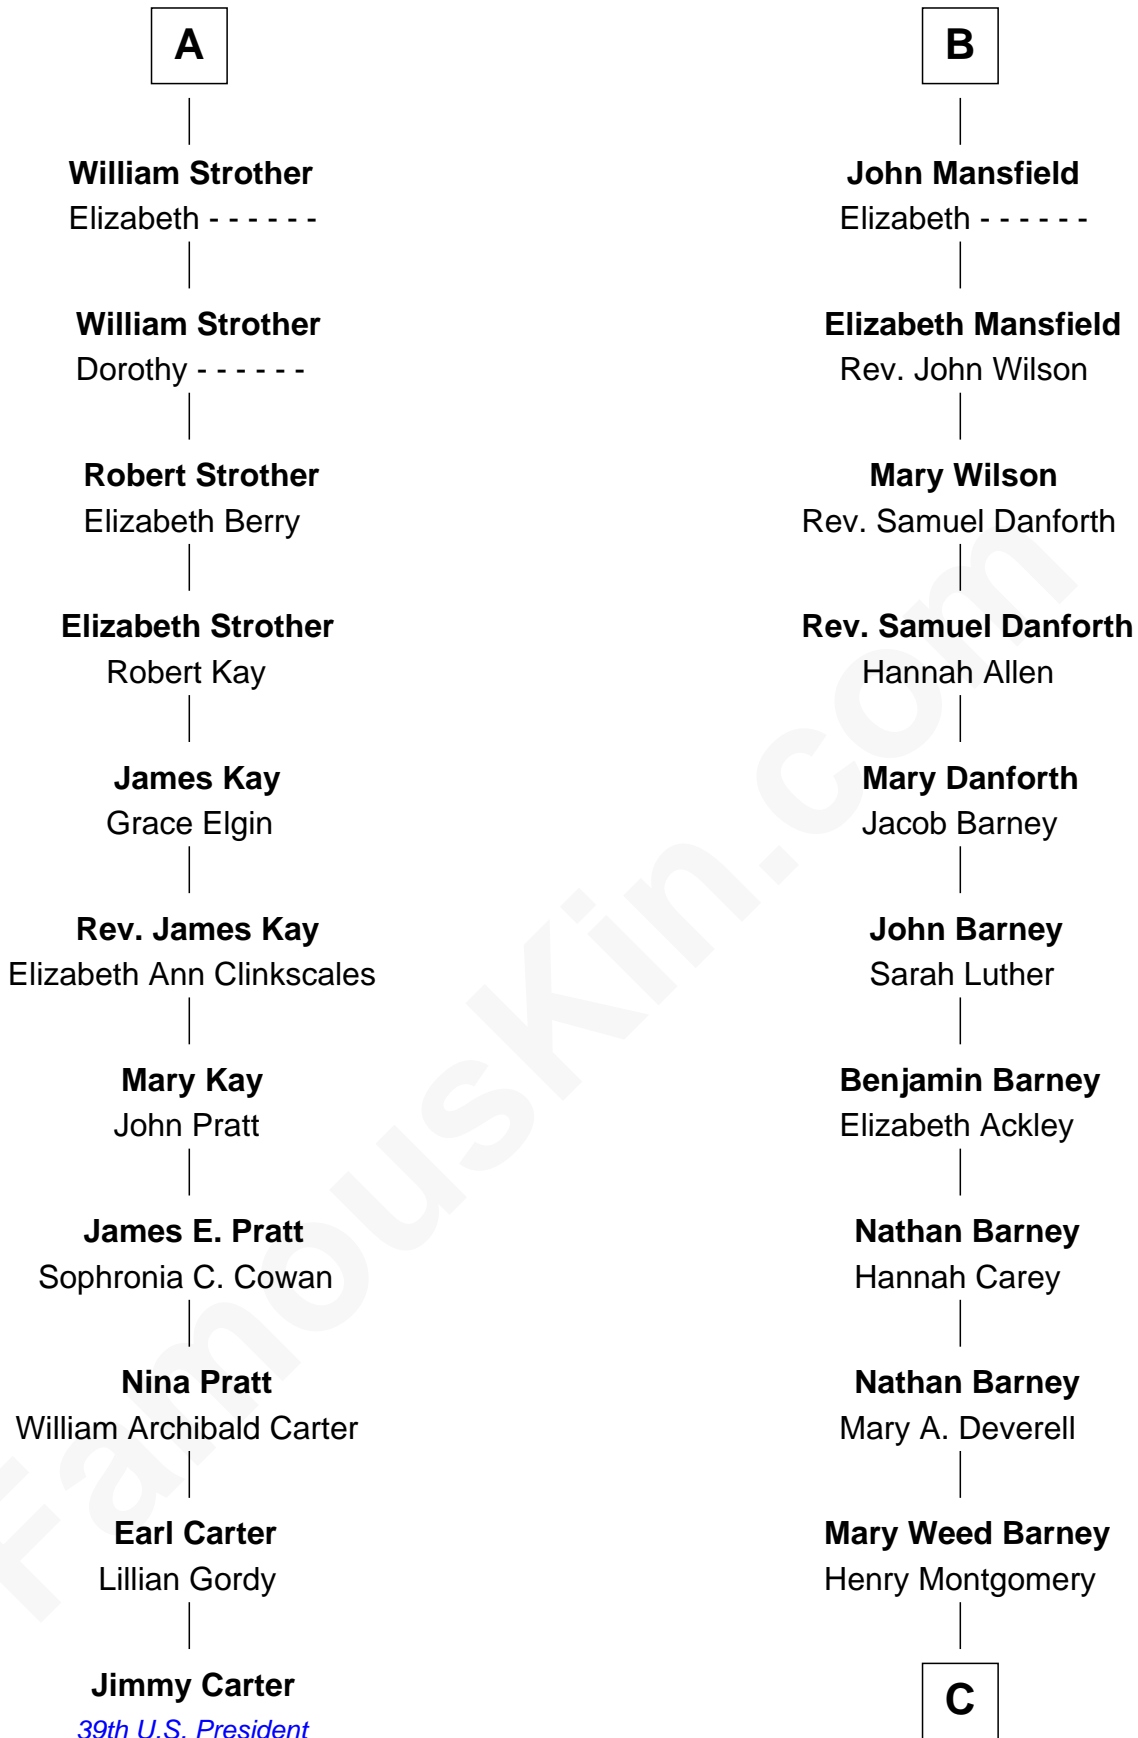 A
William Strother
Elizabeth - - - - - -
William Strother
Dorothy - - - - - -
Robert Strother
Elizabeth Berry
Elizabeth Strother
Robert Kay
James Kay
Grace Elgin
Rev. James Kay
Elizabeth Ann Clinkscales
Mary Kay
John Pratt
James E. Pratt
Sophronia C. Cowan
Nina Pratt
William Archibald Carter
Earl Carter
Lillian Gordy
Jimmy Carter
39th U.S. President
B
John Mansfield
Elizabeth - - - - - -
Elizabeth Mansfield
Rev. John Wilson
Mary Wilson
Rev. Samuel Danforth
Rev. Samuel Danforth
Hannah Allen
Mary Danforth
Jacob Barney
John Barney
Sarah Luther
Benjamin Barney
Elizabeth Ackley
Nathan Barney
Hannah Carey
Nathan Barney
Mary A. Deverell
Mary Weed Barney
Henry Montgomery
C
FamousKin.com